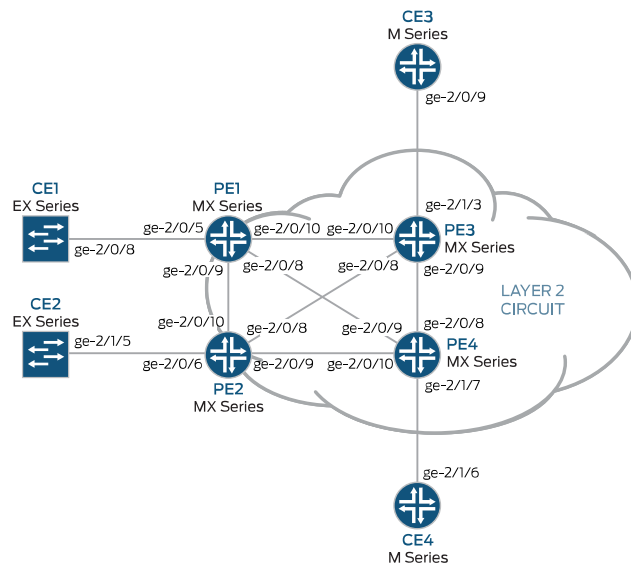 CE3
M Series
ge-2/0/9
CE1
EX Series
PE1
MX Series
ge-2/1/3
ge-2/0/5
ge-2/0/10
ge-2/0/10
PE3
MX Series
ge-2/0/8
ge-2/0/9
ge-2/0/8
ge-2/0/8
ge-2/0/9
LAYER 2
CIRCUIT
CE2
EX Series
ge-2/0/10
ge-2/0/8
ge-2/0/9
ge-2/0/8
ge-2/1/5
PE4
MX Series
ge-2/0/6
ge-2/0/9
ge-2/0/10
PE2
MX Series
ge-2/1/7
ge-2/1/6
CE4
M Series